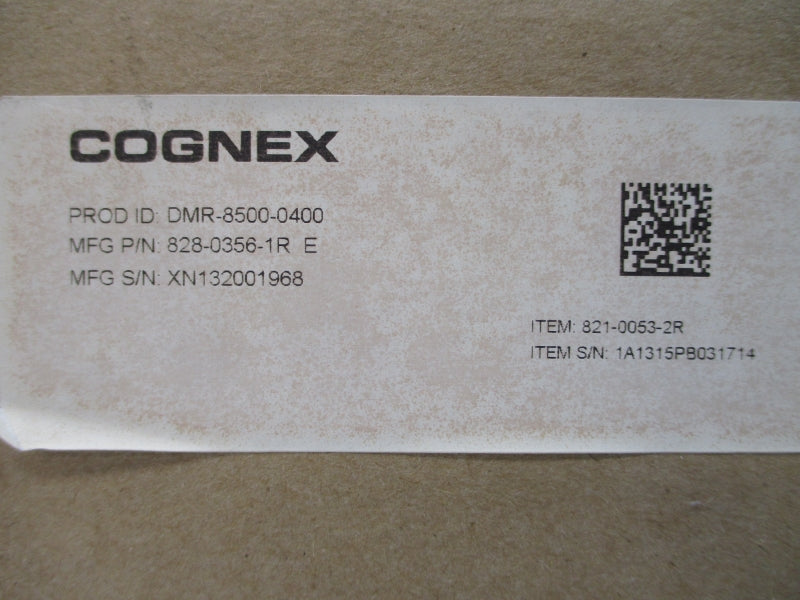 COGNEX
PROD ID: DMR-8500-0400
MFG P/N: 828-0356-1R E
MFG S/N: XN132001968
ITEM: 821-0053-2R
ITEM S/N: 1A1315PB031714